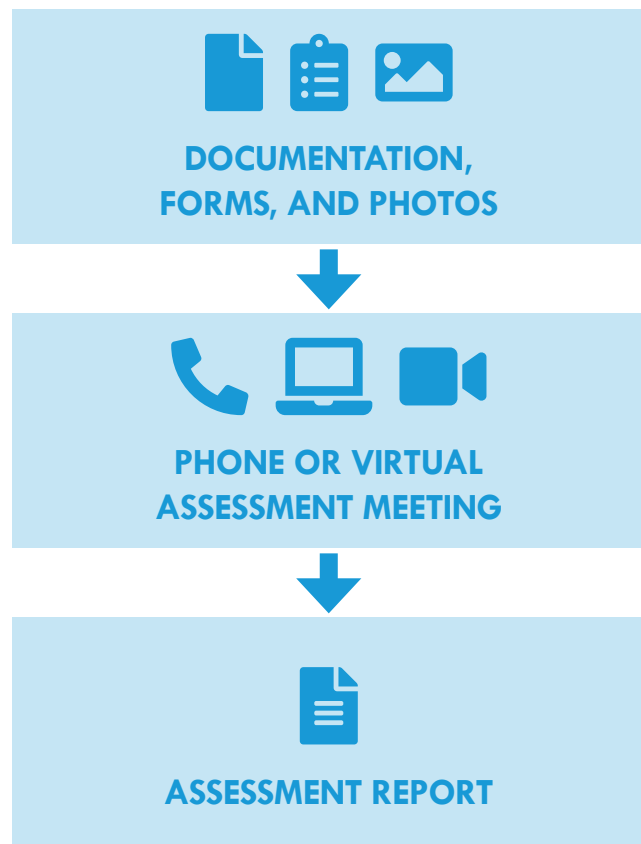 DOCUMENTATION,
FORMS, AND PHOTOS
PHONE OR VIRTUAL
ASSESSMENT MEETING
ASSESSMENT REPORT